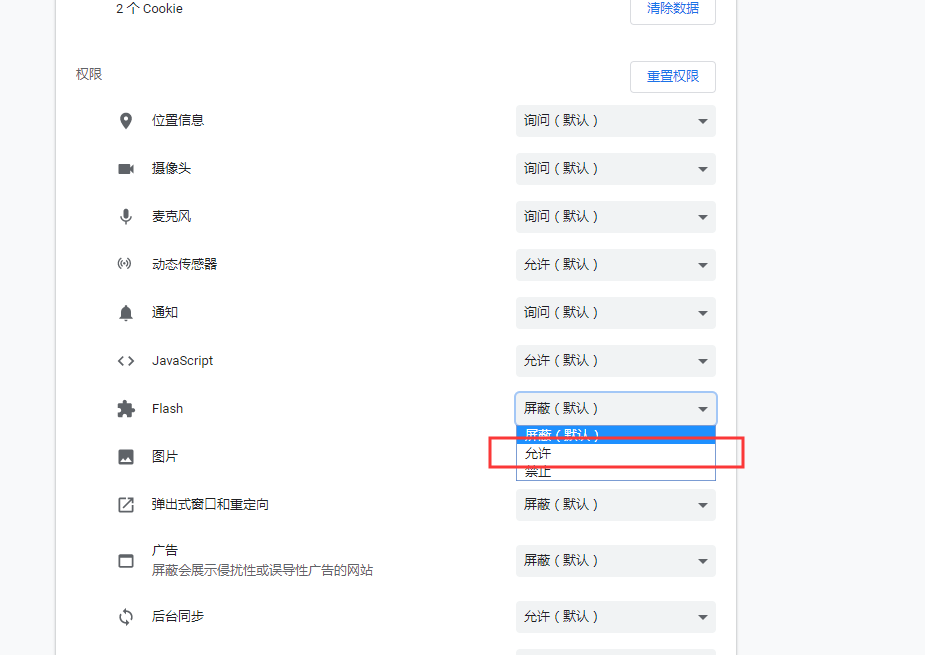 2 个 Cookie
清除数据
权限
重置权限
位置信息
询问（默认）
摄像头
询问（默认）
麦克风
询问（默认）
动态传感器
允许（默认）
通知
询问（默认）
JavaScript
允许（默认）
Flash
屏蔽（默认）
屏蔽（默认）
允许
禁止
图片
弹出式窗口和重定向
屏蔽（默认）
广告
屏蔽会展示侵扰性或误导性广告的网站
屏蔽（默认）
后台同步
允许（默认）